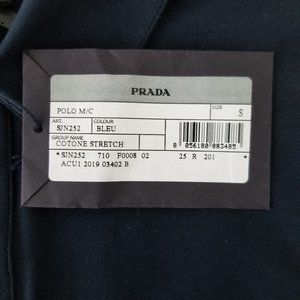 PRADA
POLO M/C
SIZE
S
ART.
COLOUR
SJN252
BLEU
GROUP NAME
COTONE STRETCH
8 056180 883485
* SJN252 710 F0008 02 25 R 201 *
ACU1 2019 03402 B